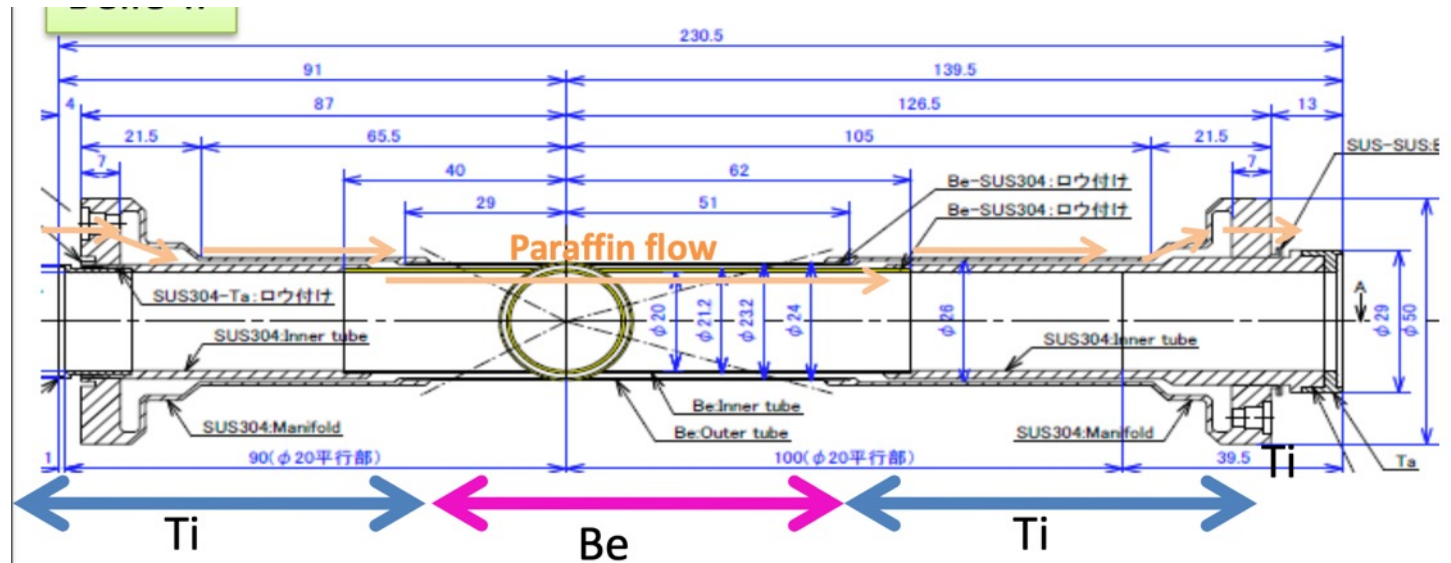 230.5
91
139.5
4
87
126.5
13
21.5
65.5
105
21.5
7
7
SUS-SUS:
40
62
Be-SUS304:ロウ付け
29
51
Be-SUS304:ロウ付け
Paraffin flow
SUS304-Ta:ロウ付け
φ20
φ21.2
φ23.2
φ24
φ26
A
φ29
φ50
SUS304:Inner tube
SUS304:Inner tube
Be:Inner tube
SUS304:Manifold
Be:Outer tube
SUS304:Manifold
1
90(φ20平行部)
100(φ20平行部)
39.5
Ti
Ta
Ti
Be
Ti